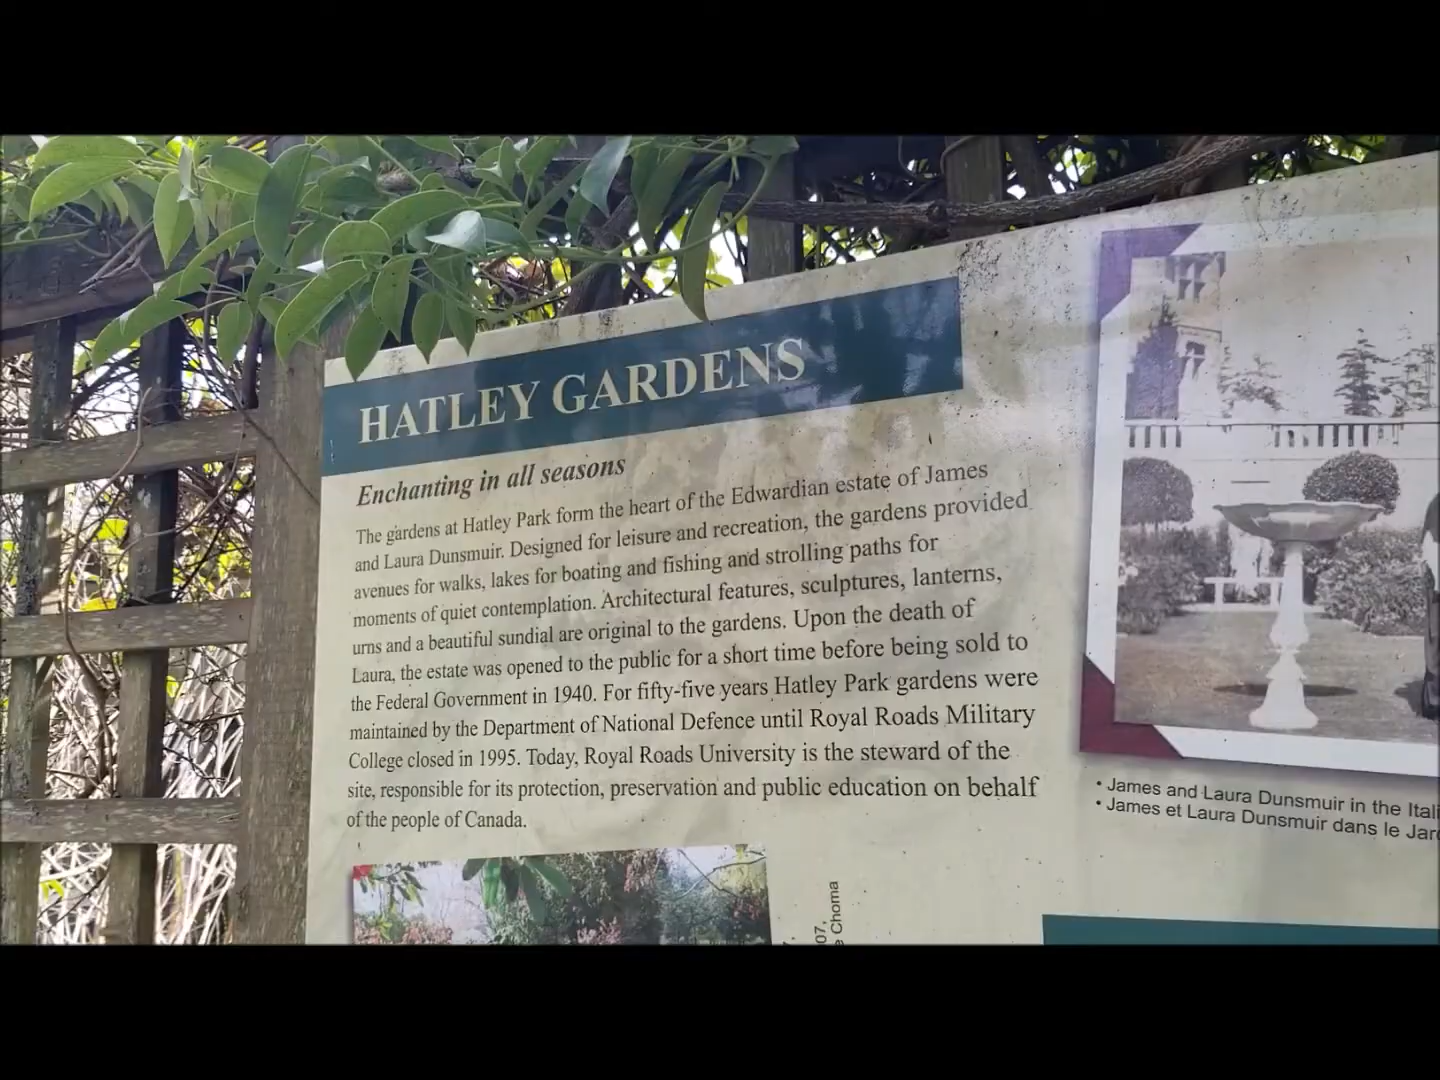 HATLEY GARDENS
Enchanting in all seasons
The gardens at Hatley Park form the heart of the Edwardian estate of James
and Laura Dunsmuir. Designed for leisure and recreation, the gardens provided
avenues for walks, lakes for boating and fishing and strolling paths for
moments of quiet contemplation. Architectural features, sculptures, lanterns,
urns and a beautiful sundial are original to the gardens. Upon the death of
Laura, the estate was opened to the public for a short time before being sold to
the Federal Government in 1940. For fifty-five years Hatley Park gardens were
maintained by the Department of National Defence until Royal Roads Military
College closed in 1995. Today, Royal Roads University is the steward of the
site, responsible for its protection, preservation and public education on behalf
of the people of Canada.
• James and Laura Dunsmuir in the
• James et Laura Dunsmuir dans le
Choma